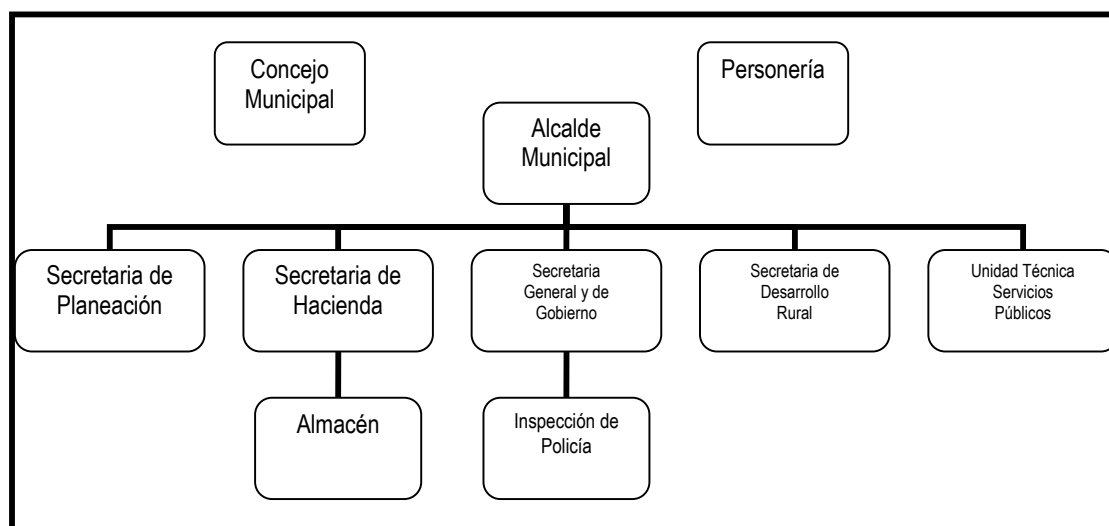 Concejo
Municipal
Personería
Alcalde
Municipal
Secretaria de
Planeación
Secretaria de
Hacienda
Secretaria
General y de
Gobierno
Secretaria de
Desarrollo
Rural
Unidad Técnica
Servicios
Públicos
Almacén
Inspección de
Policía